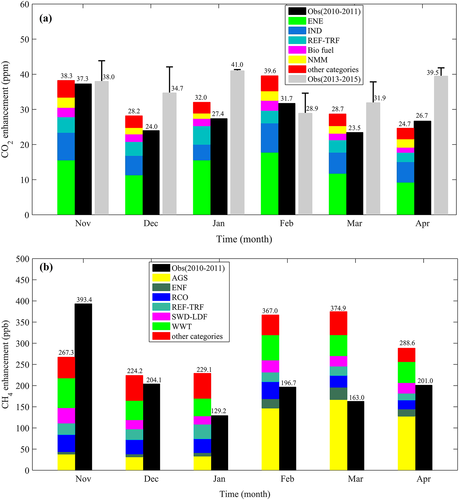 (a)
Obs(2010-2011)
ENE
IND
REF-TRF
Bio fuel
NMM
other categories
Obs(2013-2015)
CO2 enhancement (ppm)
60
50
40
30
20
10
0
38.3 37.3 38.0
28.2 24.0 34.7
32.0 27.4 41.0
39.6 31.7 28.9
28.7 23.5 31.9
24.7 26.7 39.5
Nov Dec Jan Feb Mar Apr
Time (month)
(b)
Obs(2010-2011)
AGS
ENF
RCO
REF-TRF
SWD-LDF
WWT
other categories
CH4 enhancement (ppb)
500
450
400
350
300
250
200
150
100
50
0
267.3 393.4
224.2 204.1
229.1 129.2
367.0 196.7
374.9 163.0
288.6 201.0
Nov Dec Jan Feb Mar Apr
Time (month)